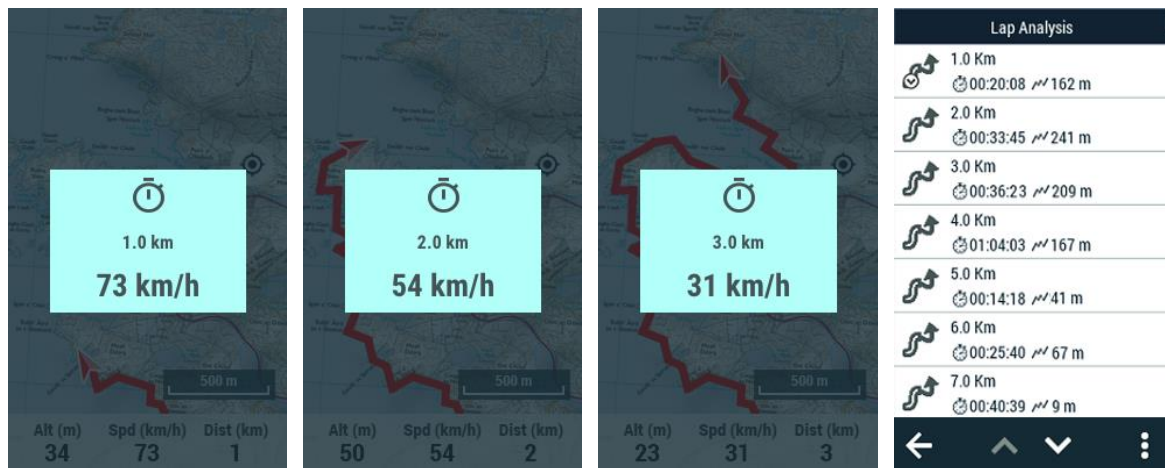 1.0 km
73 km/h
500 m
Alt (m) Spd (km/h) Dist (km)
34 73 1
2.0 km
54 km/h
500 m
Alt (m) Spd (km/h) Dist (km)
50 54 2
3.0 km
31 km/h
500 m
Alt (m) Spd (km/h) Dist (km)
23 31 3
Lap Analysis
1.0 Km
00:20:08 162 m
2.0 Km
00:33:45 241 m
3.0 Km
00:36:23 209 m
4.0 Km
01:04:03 167 m
5.0 Km
00:14:18 41 m
6.0 Km
00:25:40 67 m
7.0 Km
00:40:39 9 m